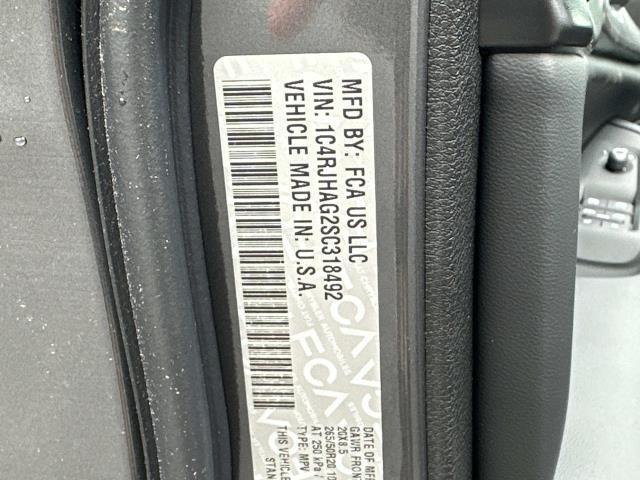 MFD BY: FCA US LLC
VIN: 1C4RJHAG2SC318492
VEHICLE MADE IN: U.S.A.
FCA US
FCA
DATE OF
GAWR FRONT
20X8.5
265/50R20
AT 250 kPa /
TYPE: MPV
THIS VEHICLE